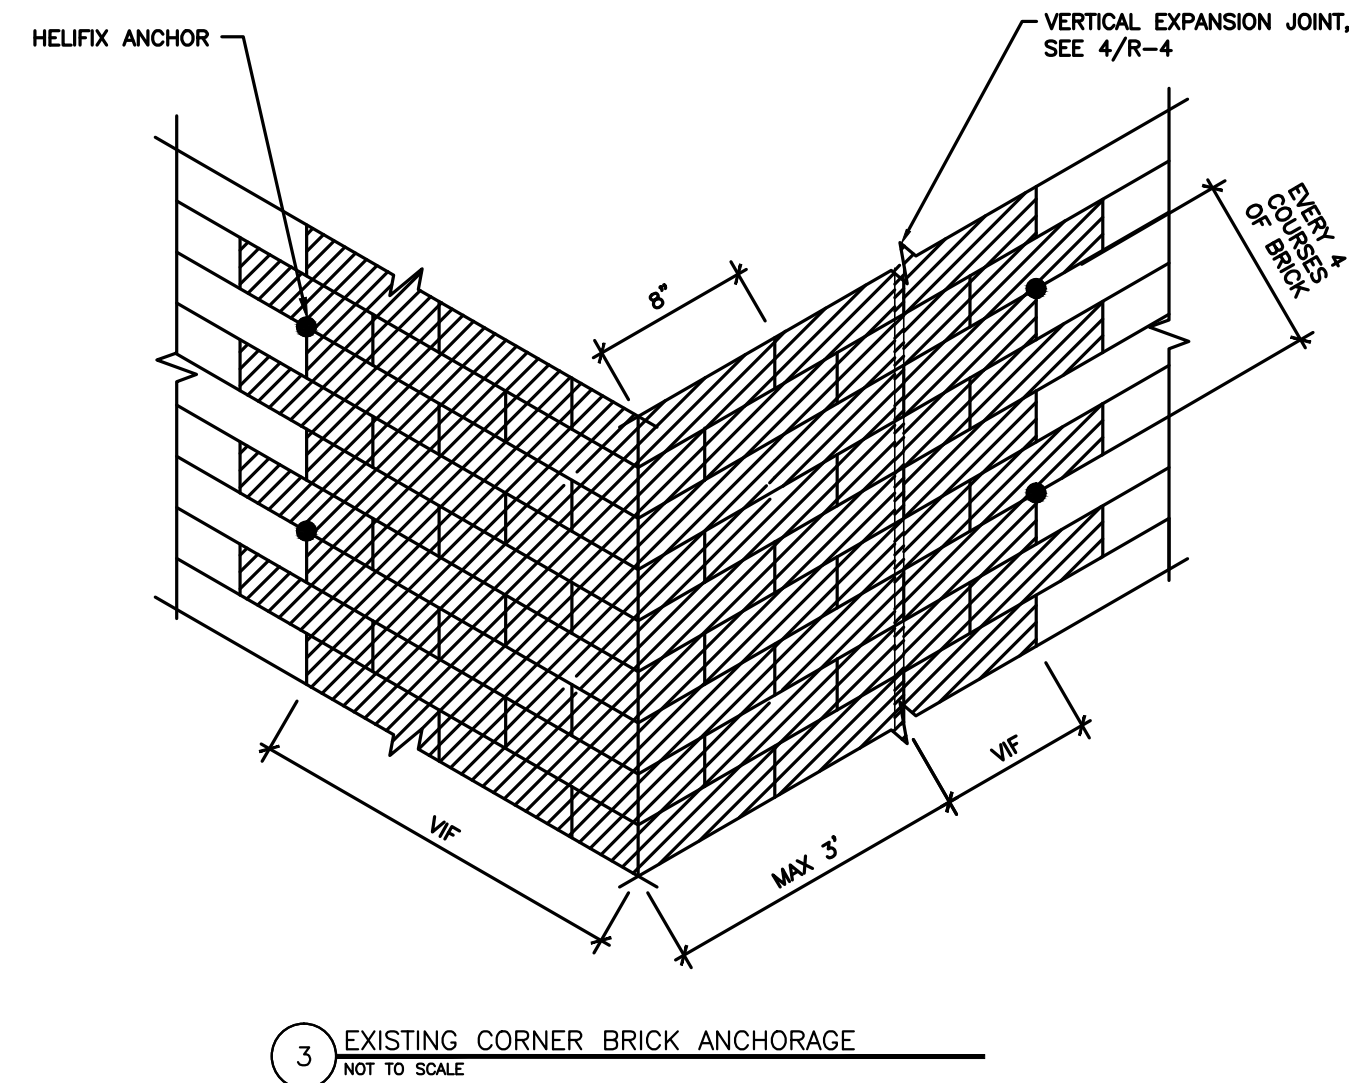 HELIFIX ANCHOR
VERTICAL EXPANSION JOINT,
SEE 4/R-4
EVERY 4
COURSES
OF BRICK
8"
VIF
VIF
MAX 3'
3
EXISTING CORNER BRICK ANCHORAGE
NOT TO SCALE